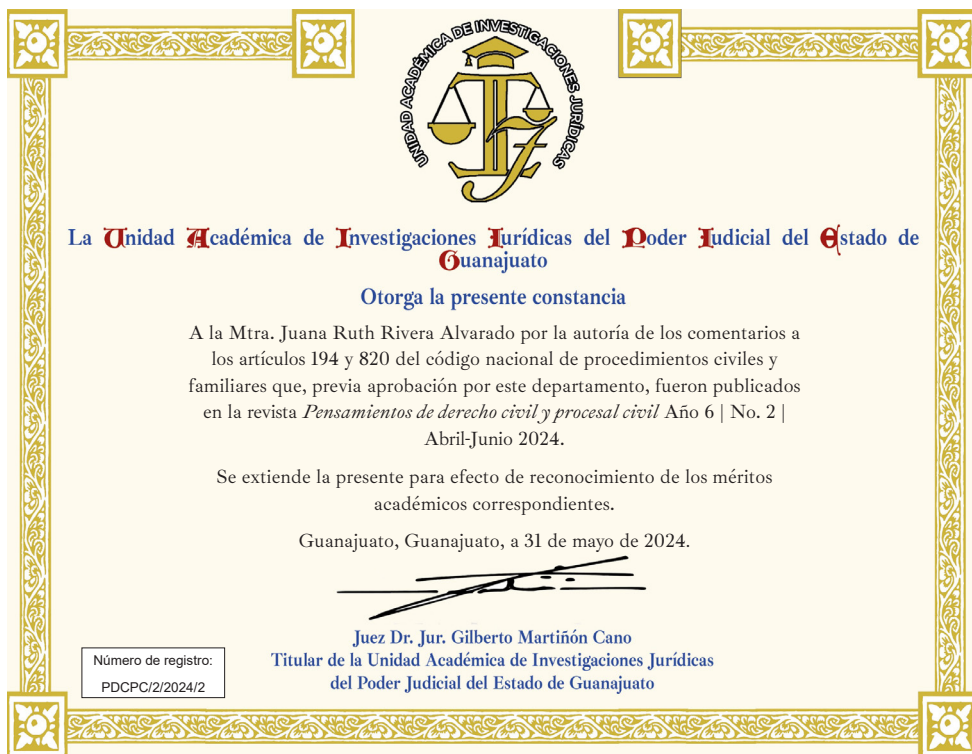 UNIDAD ACADÉMICA DE INVESTIGACIONES JURÍDICAS
La Unidad Académica de Investigaciones Jurídicas del Poder Judicial del Estado de
Guanajuato
Otorga la presente constancia
A la Mtra. Juana Ruth Rivera Alvarado por la autoría de los comentarios a
los artículos 194 y 820 del código nacional de procedimientos civiles y
familiares que, previa aprobación por este departamento, fueron publicados
en la revista Pensamientos de derecho civil y procesal civil Año 6 | No. 2 |
Abril-Junio 2024.
Se extiende la presente para efecto de reconocimiento de los méritos
académicos correspondientes.
Guanajuato, Guanajuato, a 31 de mayo de 2024.
Juez Dr. Jur. Gilberto Martiñón Cano
Titular de la Unidad Académica de Investigaciones Jurídicas
del Poder Judicial del Estado de Guanajuato
Número de registro:
PDCPC/2/2024/2